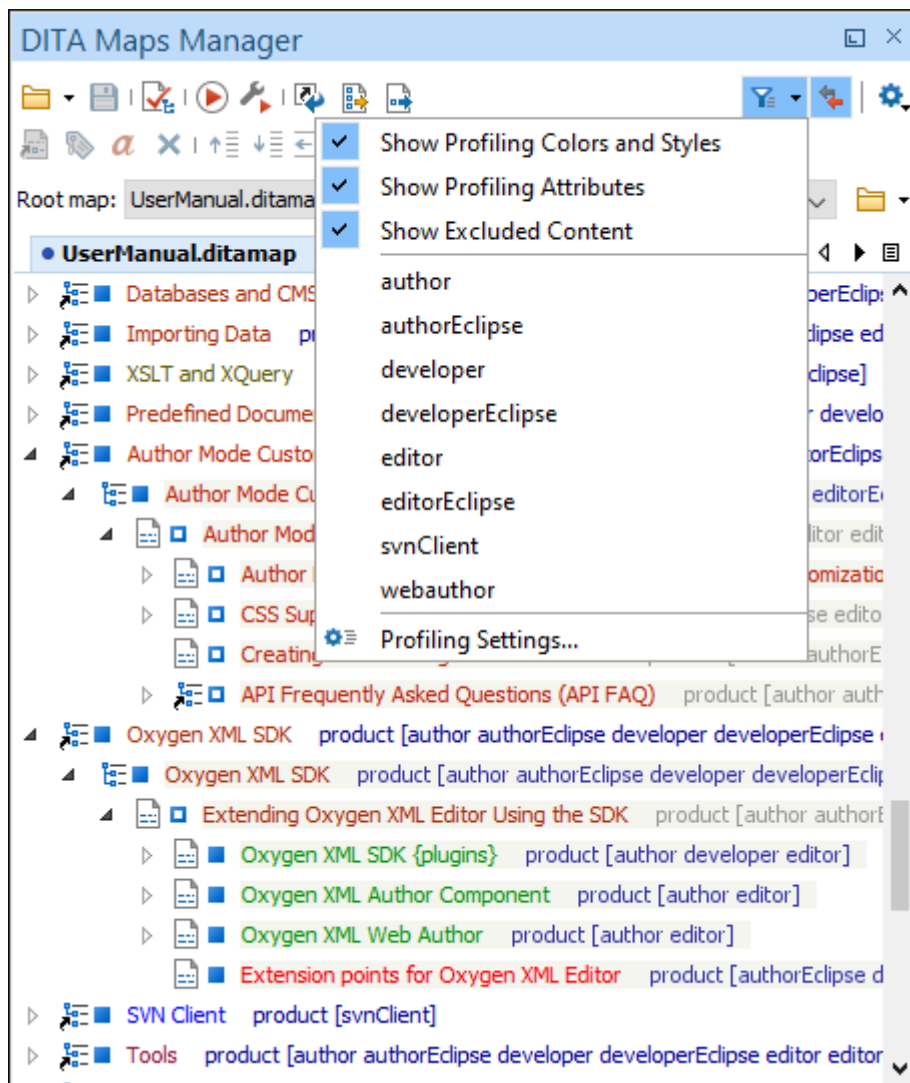 DITA Maps Manager
Show Profiling Colors and Styles
Show Profiling Attributes
Root map: UserManual.ditama
Show Excluded Content
UserManual.ditamap
author
Databases and CMS
authorEclipse
Importing Data
XSLT and XQuery clipse]
developer
Predefined Docume
developerEclipse
Author Mode Custo
editor
Author Mode Cu
editorEclipse
Author Mod
svnClient
Author
webauthor
CSS Sup
Profiling Settings...
Creating
API Frequently Asked Questions (API FAQ) product [author auth
Oxygen XML SDK product [author authorEclipse developer developerEclipse
Oxygen XML SDK product [author authorEclipse developer developerEclip
Extending Oxygen XML Editor Using the SDK product [author author
Oxygen XML SDK {plugins} product [author developer editor]
Oxygen XML Author Component product [author editor]
Oxygen XML Web Author product [author editor]
Extension points for Oxygen XML Editor product [authorEclipse d
SVN Client product [svnClient]
Tools product [author authorEclipse developer developerEclipse editor editor